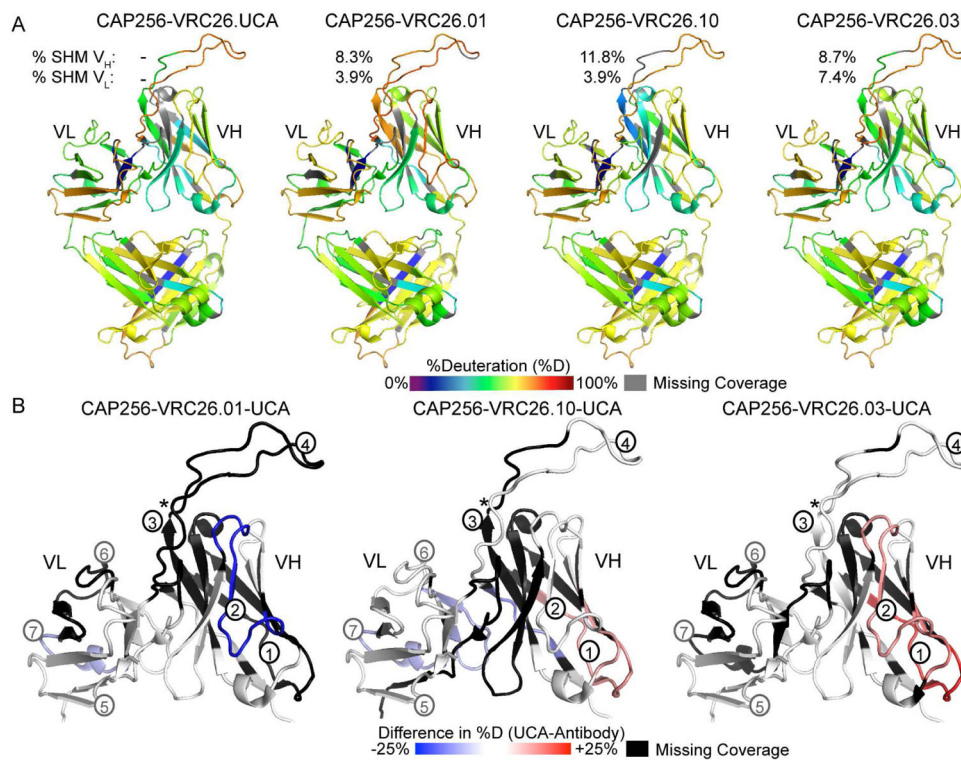 A
CAP256-VRC26.UCA CAP256-VRC26.01 CAP256-VRC26.10 CAP256-VRC26.03
% SHM VH: - 8.3% 11.8% 8.7%
% SHM VL: - 3.9% 3.9% 7.4%
VL VH VL VH VL VH VL VH
%Deuteration (%D)
0% 100% Missing Coverage
B
CAP256-VRC26.01-UCA CAP256-VRC26.10-UCA CAP256-VRC26.03-UCA
4 4 4
* * *
3 3 3
6 6 6
VL VH VL VH VL VH
2 2 2
7 7 7
1 1 1
5 5 5
Difference in %D (UCA-Antibody)
-25% +25% Missing Coverage